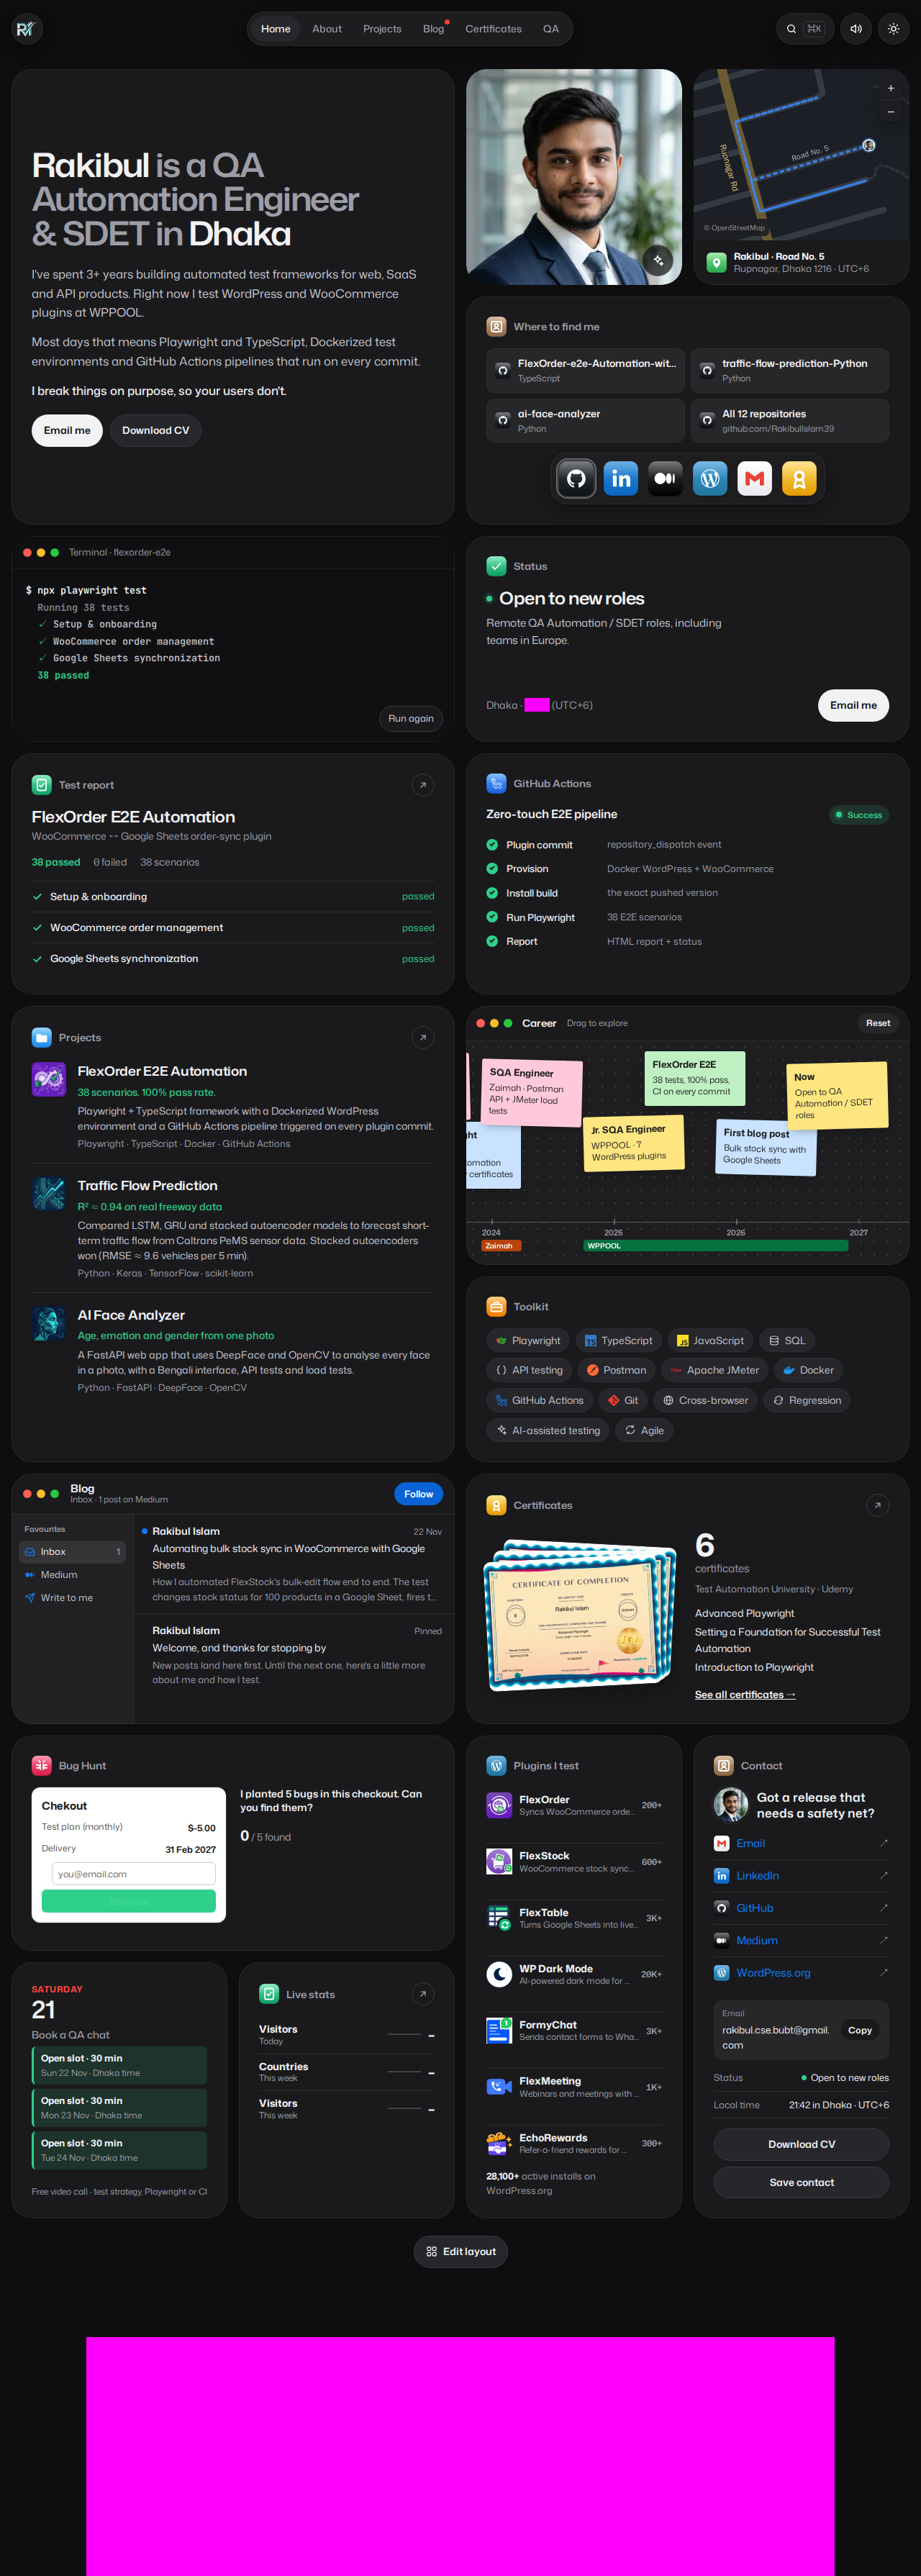 Home About Projects Blog Certificates QA
⌘K
Rakibul is a QA
Automation Engineer
& SDET in Dhaka
I've spent 3+ years building automated test frameworks for web, SaaS
and API products. Right now I test WordPress and WooCommerce
plugins at WPPOOL.
Most days that means Playwright and TypeScript, Dockerized test
environments and GitHub Actions pipelines that run on every commit.
I break things on purpose, so your users don't.
Email me Download CV
+
−
Road No. 5
Rupnagar Rd
© OpenStreetMap
Rakibul · Road No. 5
Rupnagar, Dhaka 1216 · UTC+6
Where to find me
FlexOrder-e2e-Automation-wit...
TypeScript
traffic-flow-prediction-Python
Python
ai-face-analyzer
Python
All 12 repositories
github.com/RakibulIslam39
Terminal · flexorder-e2e
$ npx playwright test
Running 38 tests
✓ Setup & onboarding
✓ WooCommerce order management
✓ Google Sheets synchronization
38 passed
Run again
Status
Open to new roles
Remote QA Automation / SDET roles, including
teams in Europe.
Dhaka · (UTC+6)
Email me
Test report
FlexOrder E2E Automation
WooCommerce ↔ Google Sheets order-sync plugin
38 passed 0 failed 38 scenarios
Setup & onboarding passed
WooCommerce order management passed
Google Sheets synchronization passed
GitHub Actions
Zero-touch E2E pipeline Success
Plugin commit repository_dispatch event
Provision Docker: WordPress + WooCommerce
Install build the exact pushed version
Run Playwright 38 E2E scenarios
Report HTML report + status
Projects
FlexOrder E2E Automation
38 scenarios. 100% pass rate.
Playwright + TypeScript framework with a Dockerized WordPress
environment and a GitHub Actions pipeline triggered on every plugin commit.
Playwright · TypeScript · Docker · GitHub Actions
Traffic Flow Prediction
R² ≈ 0.94 on real freeway data
Compared LSTM, GRU and stacked autoencoder models to forecast short-
term traffic flow from Caltrans PeMS sensor data. Stacked autoencoders
won (RMSE ≈ 9.6 vehicles per 5 min).
Python · Keras · TensorFlow · scikit-learn
AI Face Analyzer
Age, emotion and gender from one photo
A FastAPI web app that uses DeepFace and OpenCV to analyse every face
in a photo, with a Bengali interface, API tests and load tests.
Python · FastAPI · DeepFace · OpenCV
Career Drag to explore Reset
SQA Engineer
Zaimah · Postman
API + JMeter load
tests
ght
omation
certificates
Jr. SQA Engineer
WPPOOL · 7
WordPress plugins
FlexOrder E2E
38 tests, 100% pass,
CI on every commit
First blog post
Bulk stock sync with
Google Sheets
Now
Open to QA
Automation / SDET
roles
2024 2025 2026 2027
Zaimah WPPOOL
Toolkit
Playwright TypeScript JavaScript SQL
API testing Postman Apache JMeter Docker
GitHub Actions Git Cross-browser Regression
AI-assisted testing Agile
Blog
Inbox · 1 post on Medium
Follow
Favourites
Inbox 1
Medium
Write to me
Rakibul Islam 22 Nov
Automating bulk stock sync in WooCommerce with Google
Sheets
How I automated FlexStock's bulk-edit flow end to end. The test
changes stock status for 100 products in a Google Sheet, fires t...
Rakibul Islam Pinned
Welcome, and thanks for stopping by
New posts land here first. Until the next one, here's a little more
about me and how I test.
Certificates
CERTIFICATE OF COMPLETION
Rakibul Islam
6
certificates
Test Automation University · Udemy
Advanced Playwright
Setting a Foundation for Successful Test
Automation
Introduction to Playwright
See all certificates →
Bug Hunt
Chekout
Test plan (monthly) $-5.00
Delivery 31 Feb 2027
you@email.com
Pay now
I planted 5 bugs in this checkout. Can
you find them?
0 / 5 found
SATURDAY
21
Book a QA chat
Open slot · 30 min
Sun 22 Nov · Dhaka time
Open slot · 30 min
Mon 23 Nov · Dhaka time
Open slot · 30 min
Tue 24 Nov · Dhaka time
Free video call · test strategy, Playwright or CI
Live stats
Visitors –
Today
Countries –
This week
Visitors –
This week
Plugins I test
FlexOrder 200+
Syncs WooCommerce orde...
FlexStock 600+
WooCommerce stock sync...
FlexTable 3K+
Turns Google Sheets into live...
WP Dark Mode 20K+
AI-powered dark mode for ...
FormyChat 3K+
Sends contact forms to Wha...
FlexMeeting 1K+
Webinars and meetings with ...
EchoRewards 300+
Refer-a-friend rewards for ...
28,100+ active installs on
WordPress.org
Contact
Got a release that
needs a safety net?
Email
LinkedIn
GitHub
Medium
WordPress.org
Email
rakibul.cse.bubt@gmail.
com
Copy
Status Open to new roles
Local time 21:42 in Dhaka · UTC+6
Download CV
Save contact
Edit layout